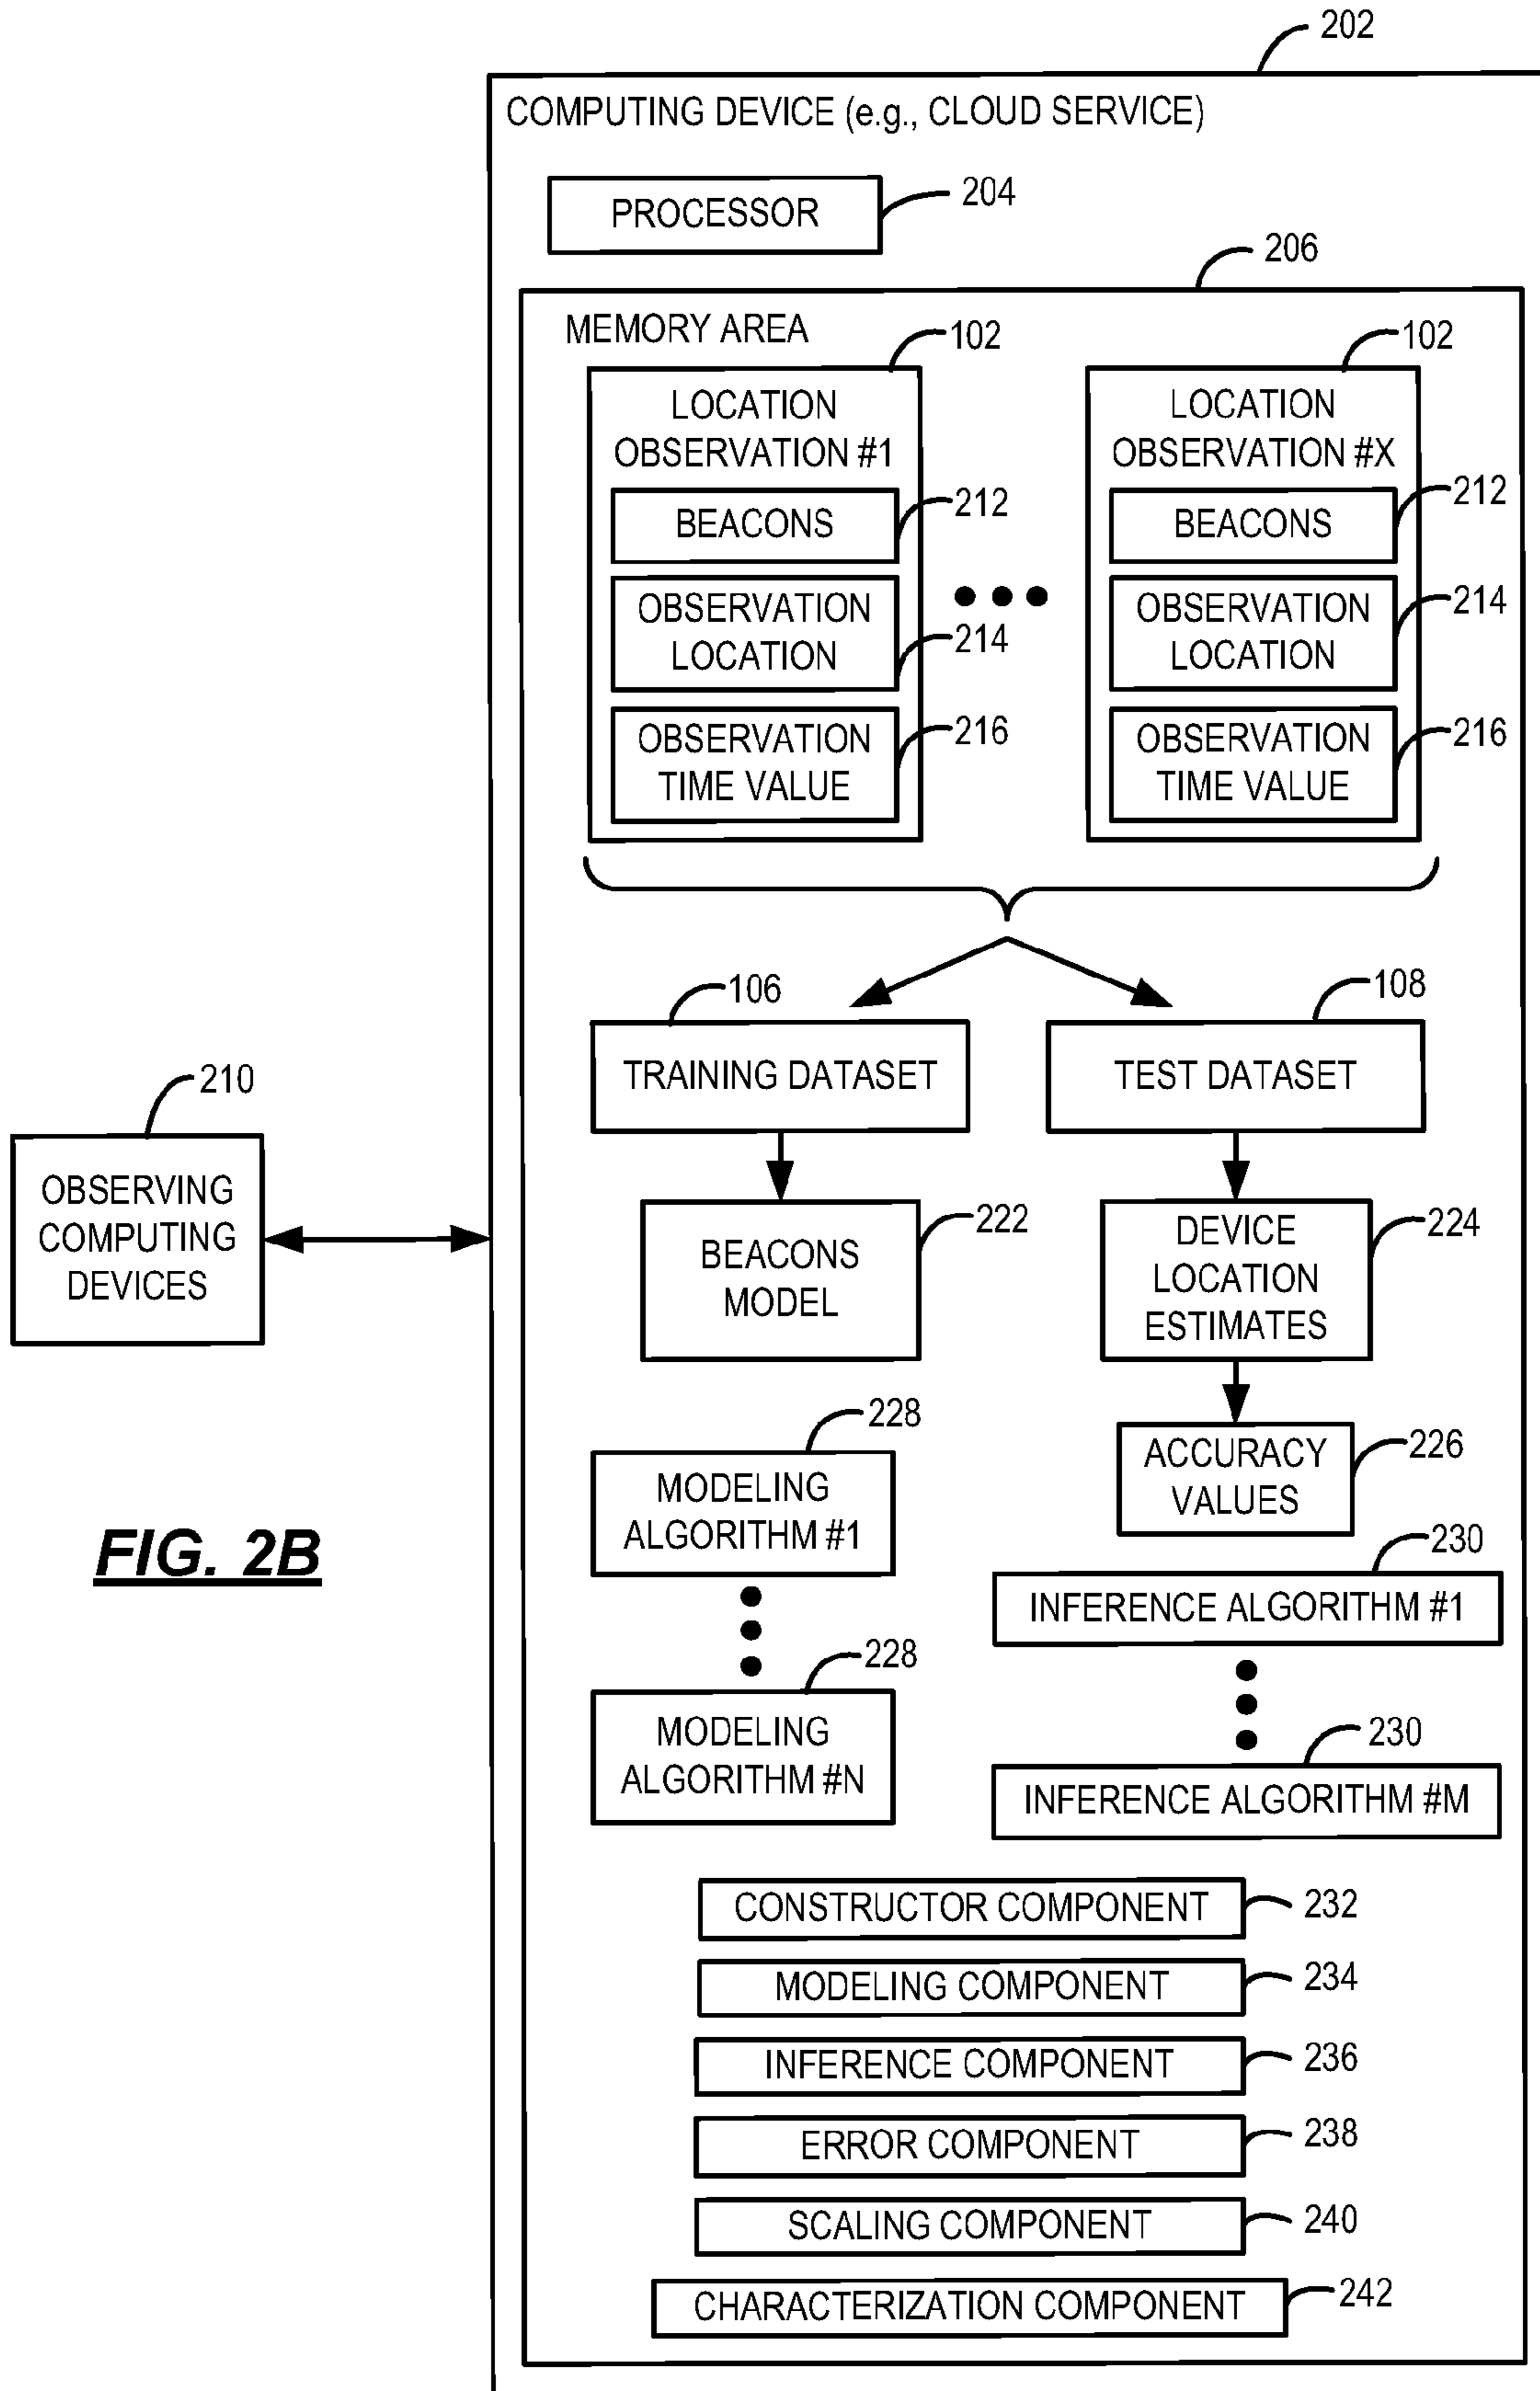 202
COMPUTING DEVICE (e.g., CLOUD SERVICE)
PROCESSOR
204
206
MEMORY AREA
102
LOCATION
OBSERVATION #1
BEACONS
212
OBSERVATION
LOCATION
214
OBSERVATION
TIME VALUE
216
102
LOCATION
OBSERVATION #X
BEACONS
212
OBSERVATION
LOCATION
214
OBSERVATION
TIME VALUE
216
106
TRAINING DATASET
108
TEST DATASET
210
OBSERVING
COMPUTING
DEVICES
BEACONS
MODEL
222
DEVICE
LOCATION
ESTIMATES
224
ACCURACY
VALUES
226
228
MODELING
ALGORITHM #1
228
MODELING
ALGORITHM #N
230
INFERENCE ALGORITHM #1
230
INFERENCE ALGORITHM #M
FIG. 2B
CONSTRUCTOR COMPONENT
232
MODELING COMPONENT
234
INFERENCE COMPONENT
236
ERROR COMPONENT
238
SCALING COMPONENT
240
CHARACTERIZATION COMPONENT
242